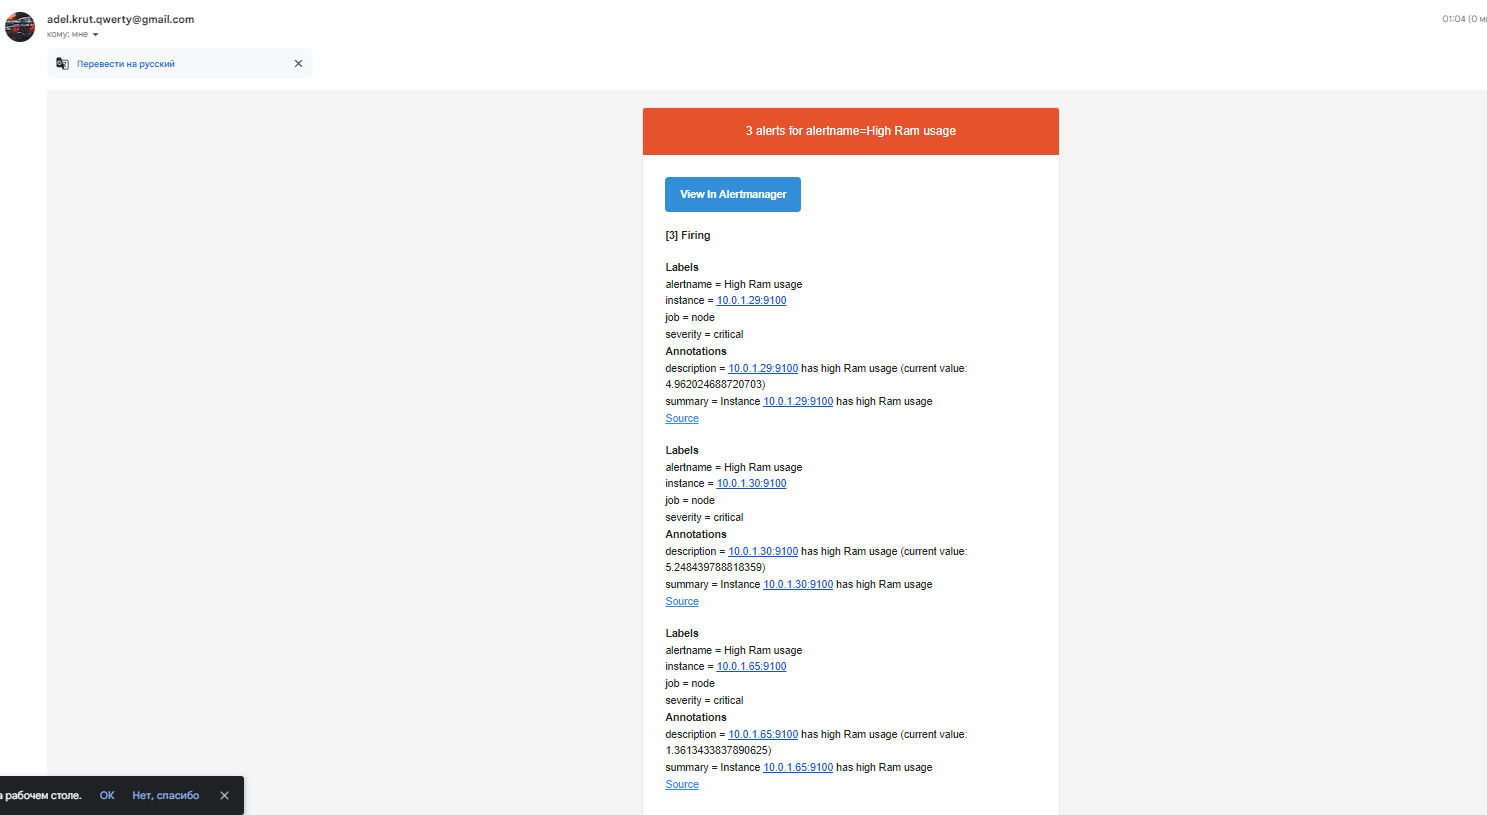 adel.krut.qwerty@gmail.com
01:04 (0 ми
кому: мне
Перевести на русский
3 alerts for alertname=High Ram usage
View In Alertmanager
[3] Firing
Labels
alertname = High Ram usage
instance = 10.0.1.29:9100
job = node
severity = critical
Annotations
description = 10.0.1.29:9100 has high Ram usage (current value:
4.962024688720703)
summary = Instance 10.0.1.29:9100 has high Ram usage
Source
Labels
alertname = High Ram usage
instance = 10.0.1.30:9100
job = node
severity = critical
Annotations
description = 10.0.1.30:9100 has high Ram usage (current value:
5.248439788818359)
summary = Instance 10.0.1.30:9100 has high Ram usage
Source
Labels
alertname = High Ram usage
instance = 10.0.1.65:9100
job = node
severity = critical
Annotations
description = 10.0.1.65:9100 has high Ram usage (current value:
1.3613433837890625)
summary = Instance 10.0.1.65:9100 has high Ram usage
Source
а рабочем столе. ОК Нет, спасибо